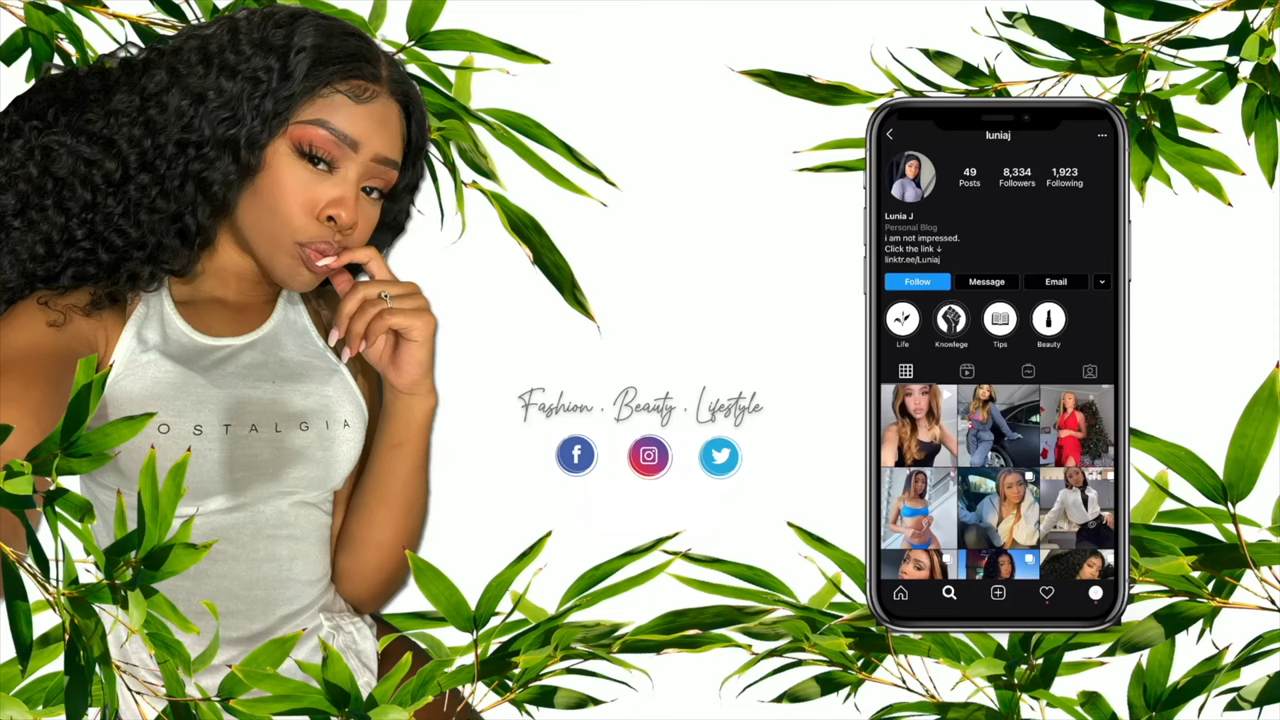 OSTALGIA
Fashion . Beauty . Lifestyle
luniaj
49 8,334 1,923
Posts Followers Following
Lunia J
Personal Blog
i am not impressed.
Click the link ↓
linktr.ee/Luniaj
Follow Message Email
Life Knowlege Tips Beauty